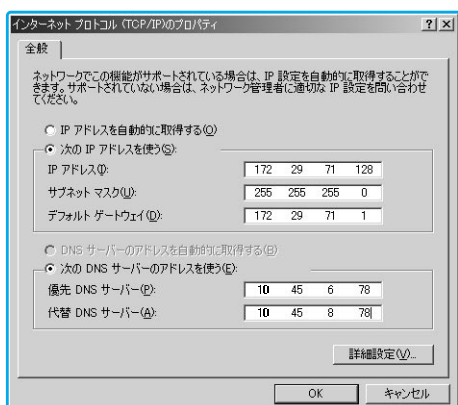 インターネット プロトコル (TCP/IP)のプロパティ
? X
全般
ネットワークでこの機能がサポートされている場合は、IP 設定を自動的に取得することがで
きます。サポートされていない場合は、ネットワーク管理者に適切な IP 設定を問い合わせ
てください。
IP アドレスを自動的に取得する(O)
次の IP アドレスを使う(S):
IP アドレス(I): 172 29 71 128
サブネット マスク(U): 255 255 255 0
デフォルト ゲートウェイ(D): 172 29 71 1
DNS サーバーのアドレスを自動的に取得する(B)
次の DNS サーバーのアドレスを使う(E):
優先 DNS サーバー(P): 10 45 6 78
代替 DNS サーバー(A): 10 45 8 78
詳細設定(V)...
OK キャンセル